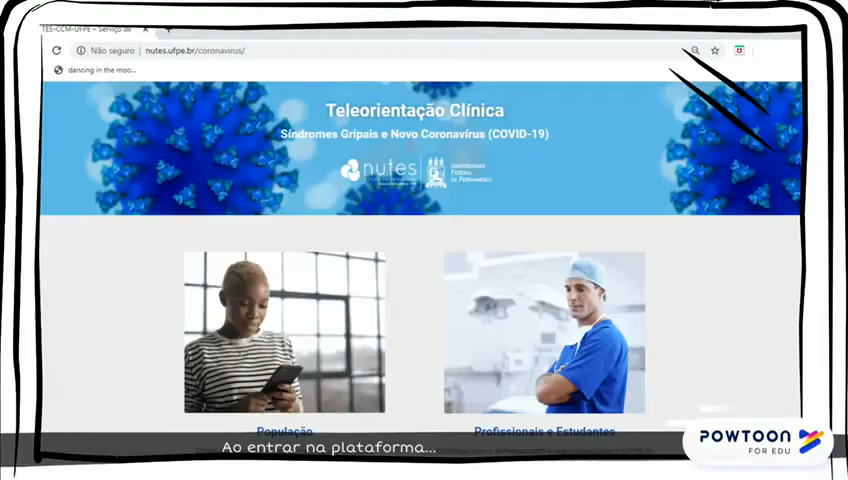 TES-CCM-UFPE – Serviço de
Não seguro
nutes.ufpe.br/coronavirus/
dancing in the moo...
Teleorientação Clínica
Síndromes Gripais e Novo Coronavírus (COVID-19)
nutes
UNIVERSIDADE
FEDERAL
DE PERNAMBUCO
População
Profissionais e Estudantes
Ao entrar na plataforma...
POWTOON
FOR EDU